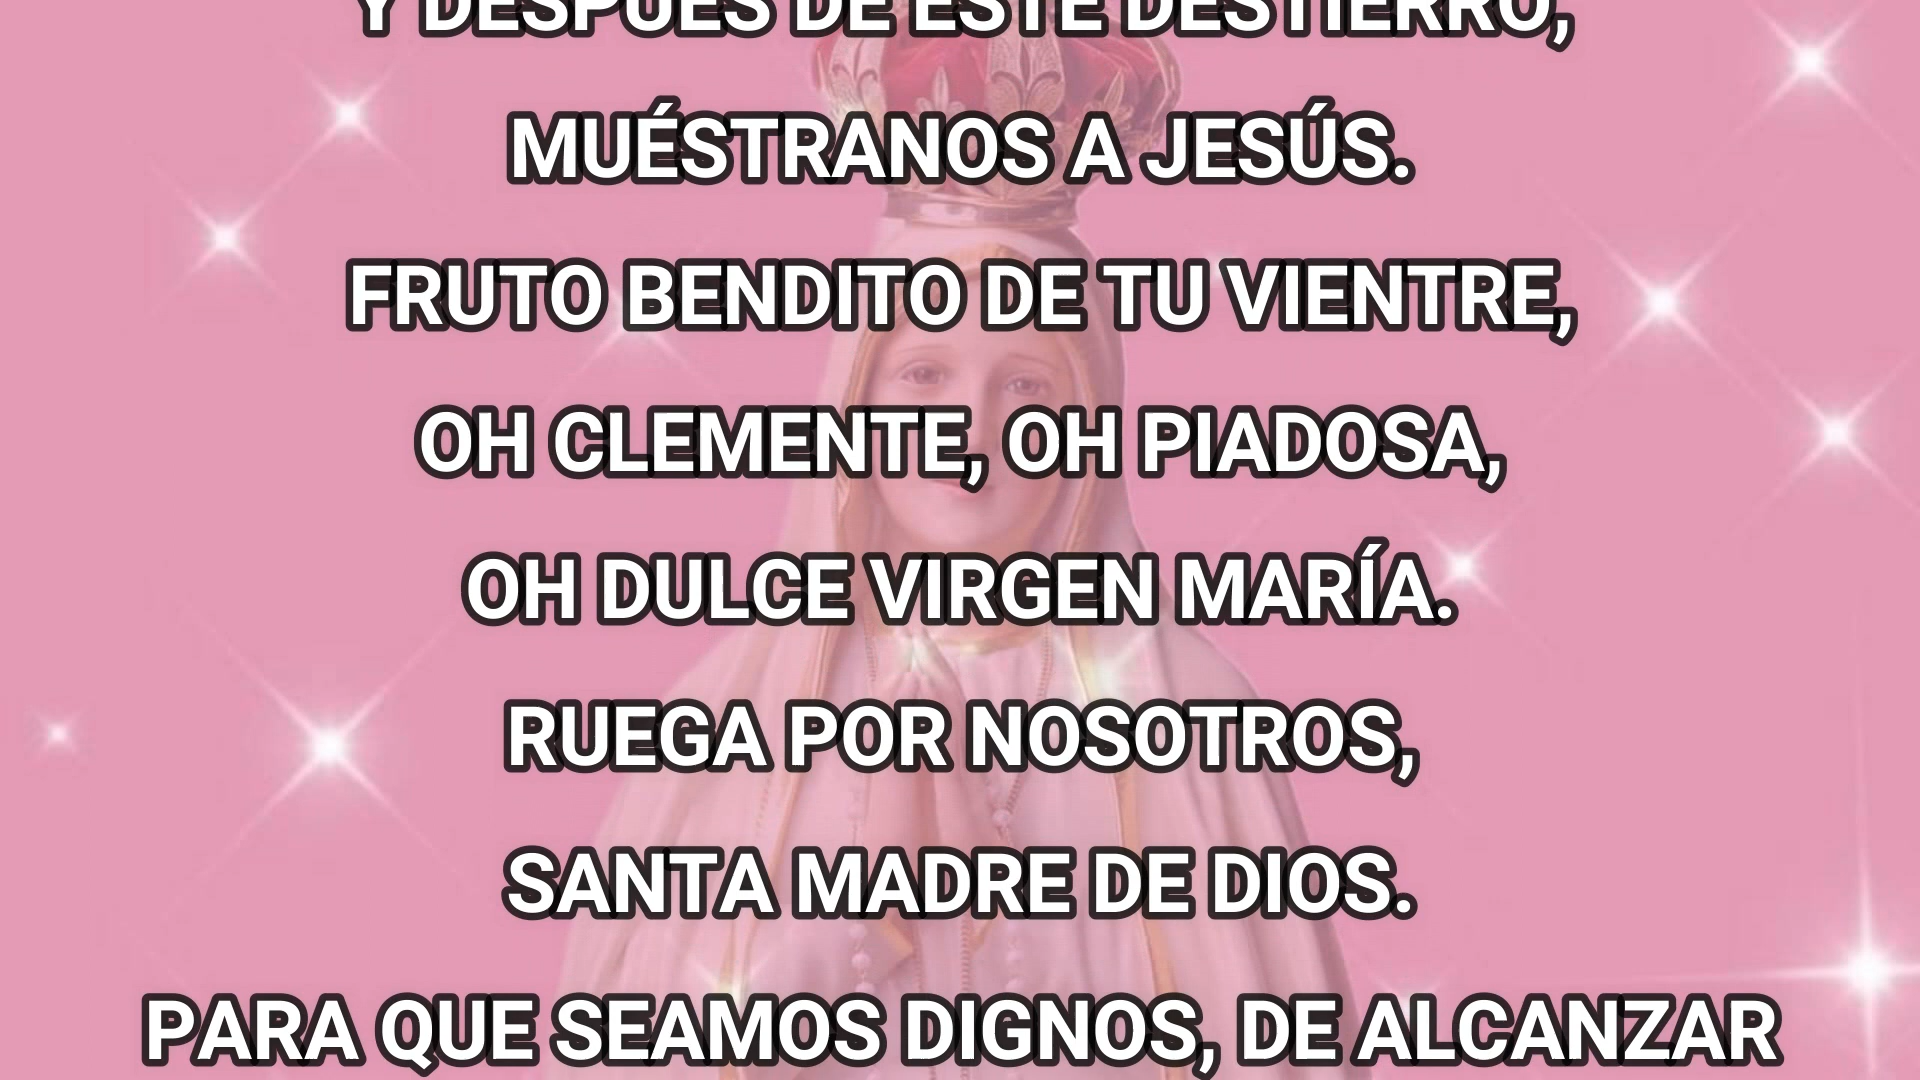 Y DESPUÉS DE ESTE DESTIERRO,
MUÉSTRANOS A JESÚS.
FRUTO BENDITO DE TU VIENTRE,
OH CLEMENTE, OH PIADOSA,
OH DULCE VIRGEN MARÍA.
RUEGA POR NOSOTROS,
SANTA MADRE DE DIOS.
PARA QUE SEAMOS DIGNOS, DE ALCANZAR